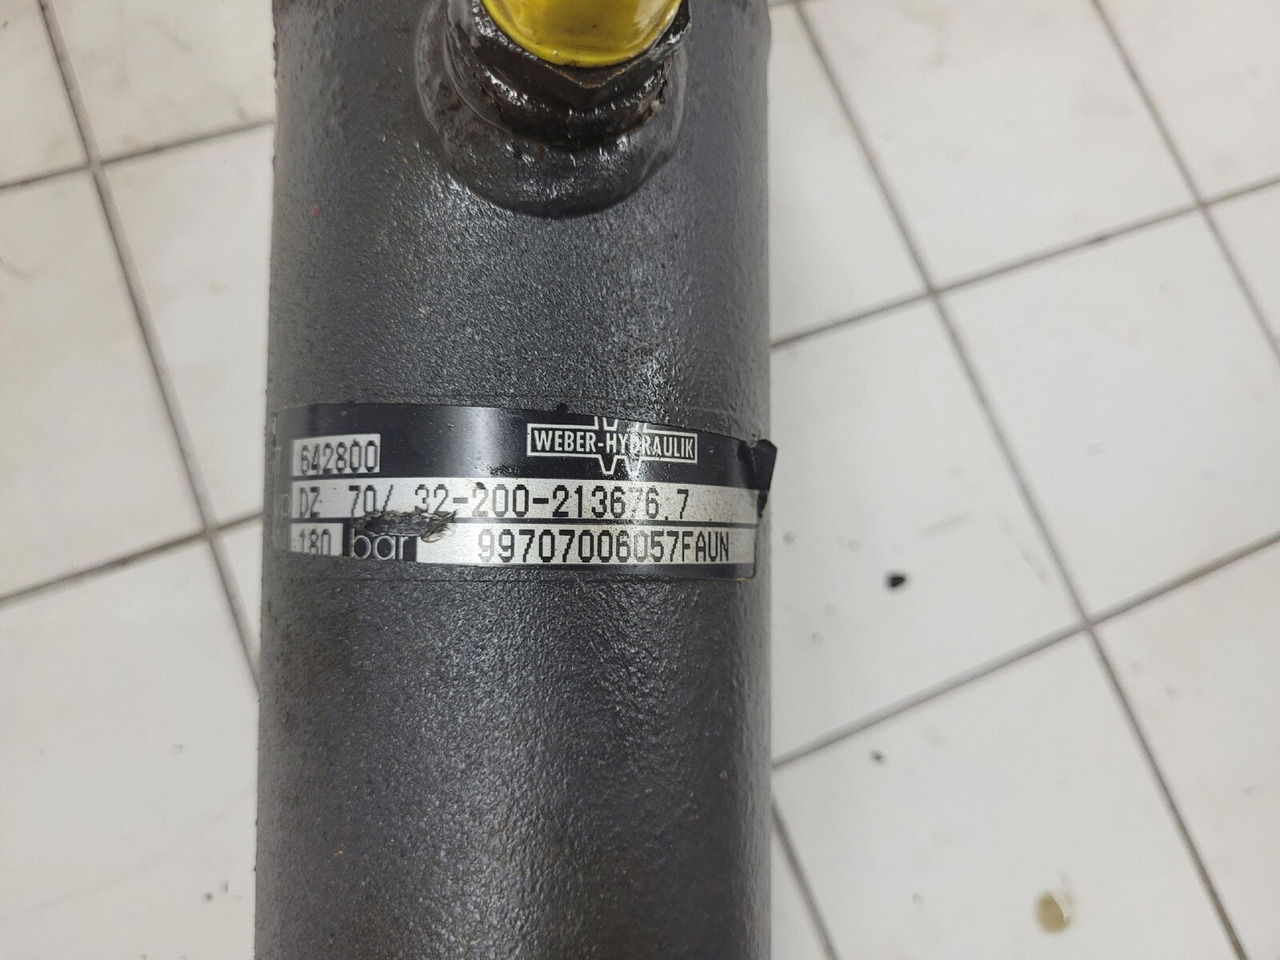 WEBER-HYDRAULIK
642800
DZ 70/ 32-200-213676.7
180 bar 99707006057FAUN